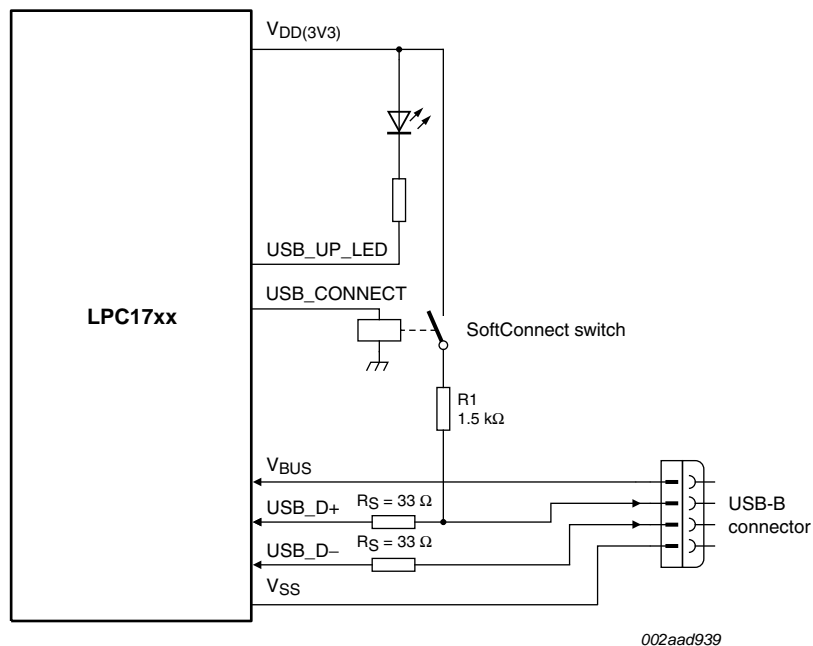 VDD(3V3)
USB_UP_LED
USB_CONNECT
LPC17xx
SoftConnect switch
R1
1.5 kΩ
VBUS
USB_D+
RS = 33 Ω
USB-B
connector
USB_D−
RS = 33 Ω
VSS
002aad939